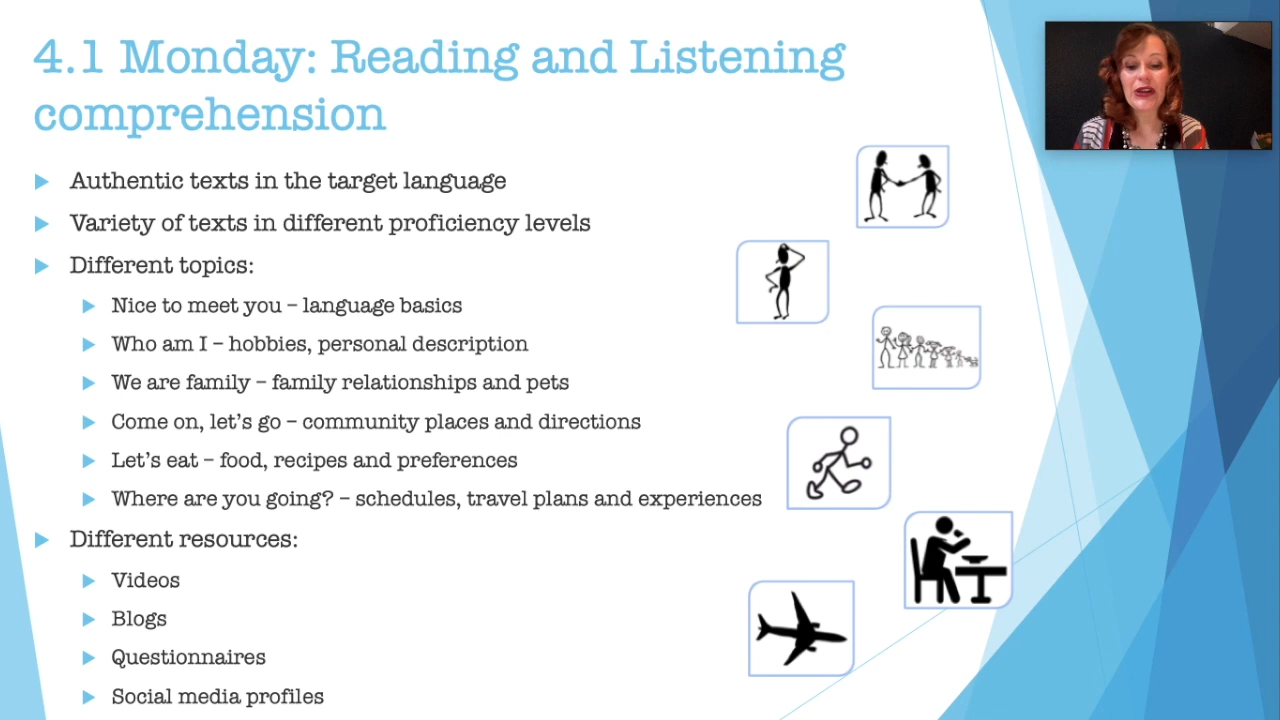 4.1 Monday: Reading and Listening
comprehension
Authentic texts in the target language
Variety of texts in different proficiency levels
Different topics:
Nice to meet you – language basics
Who am I – hobbies, personal description
We are family – family relationships and pets
Come on, let's go – community places and directions
Let's eat – food, recipes and preferences
Where are you going? – schedules, travel plans and experiences
Different resources:
Videos
Blogs
Questionnaires
Social media profiles